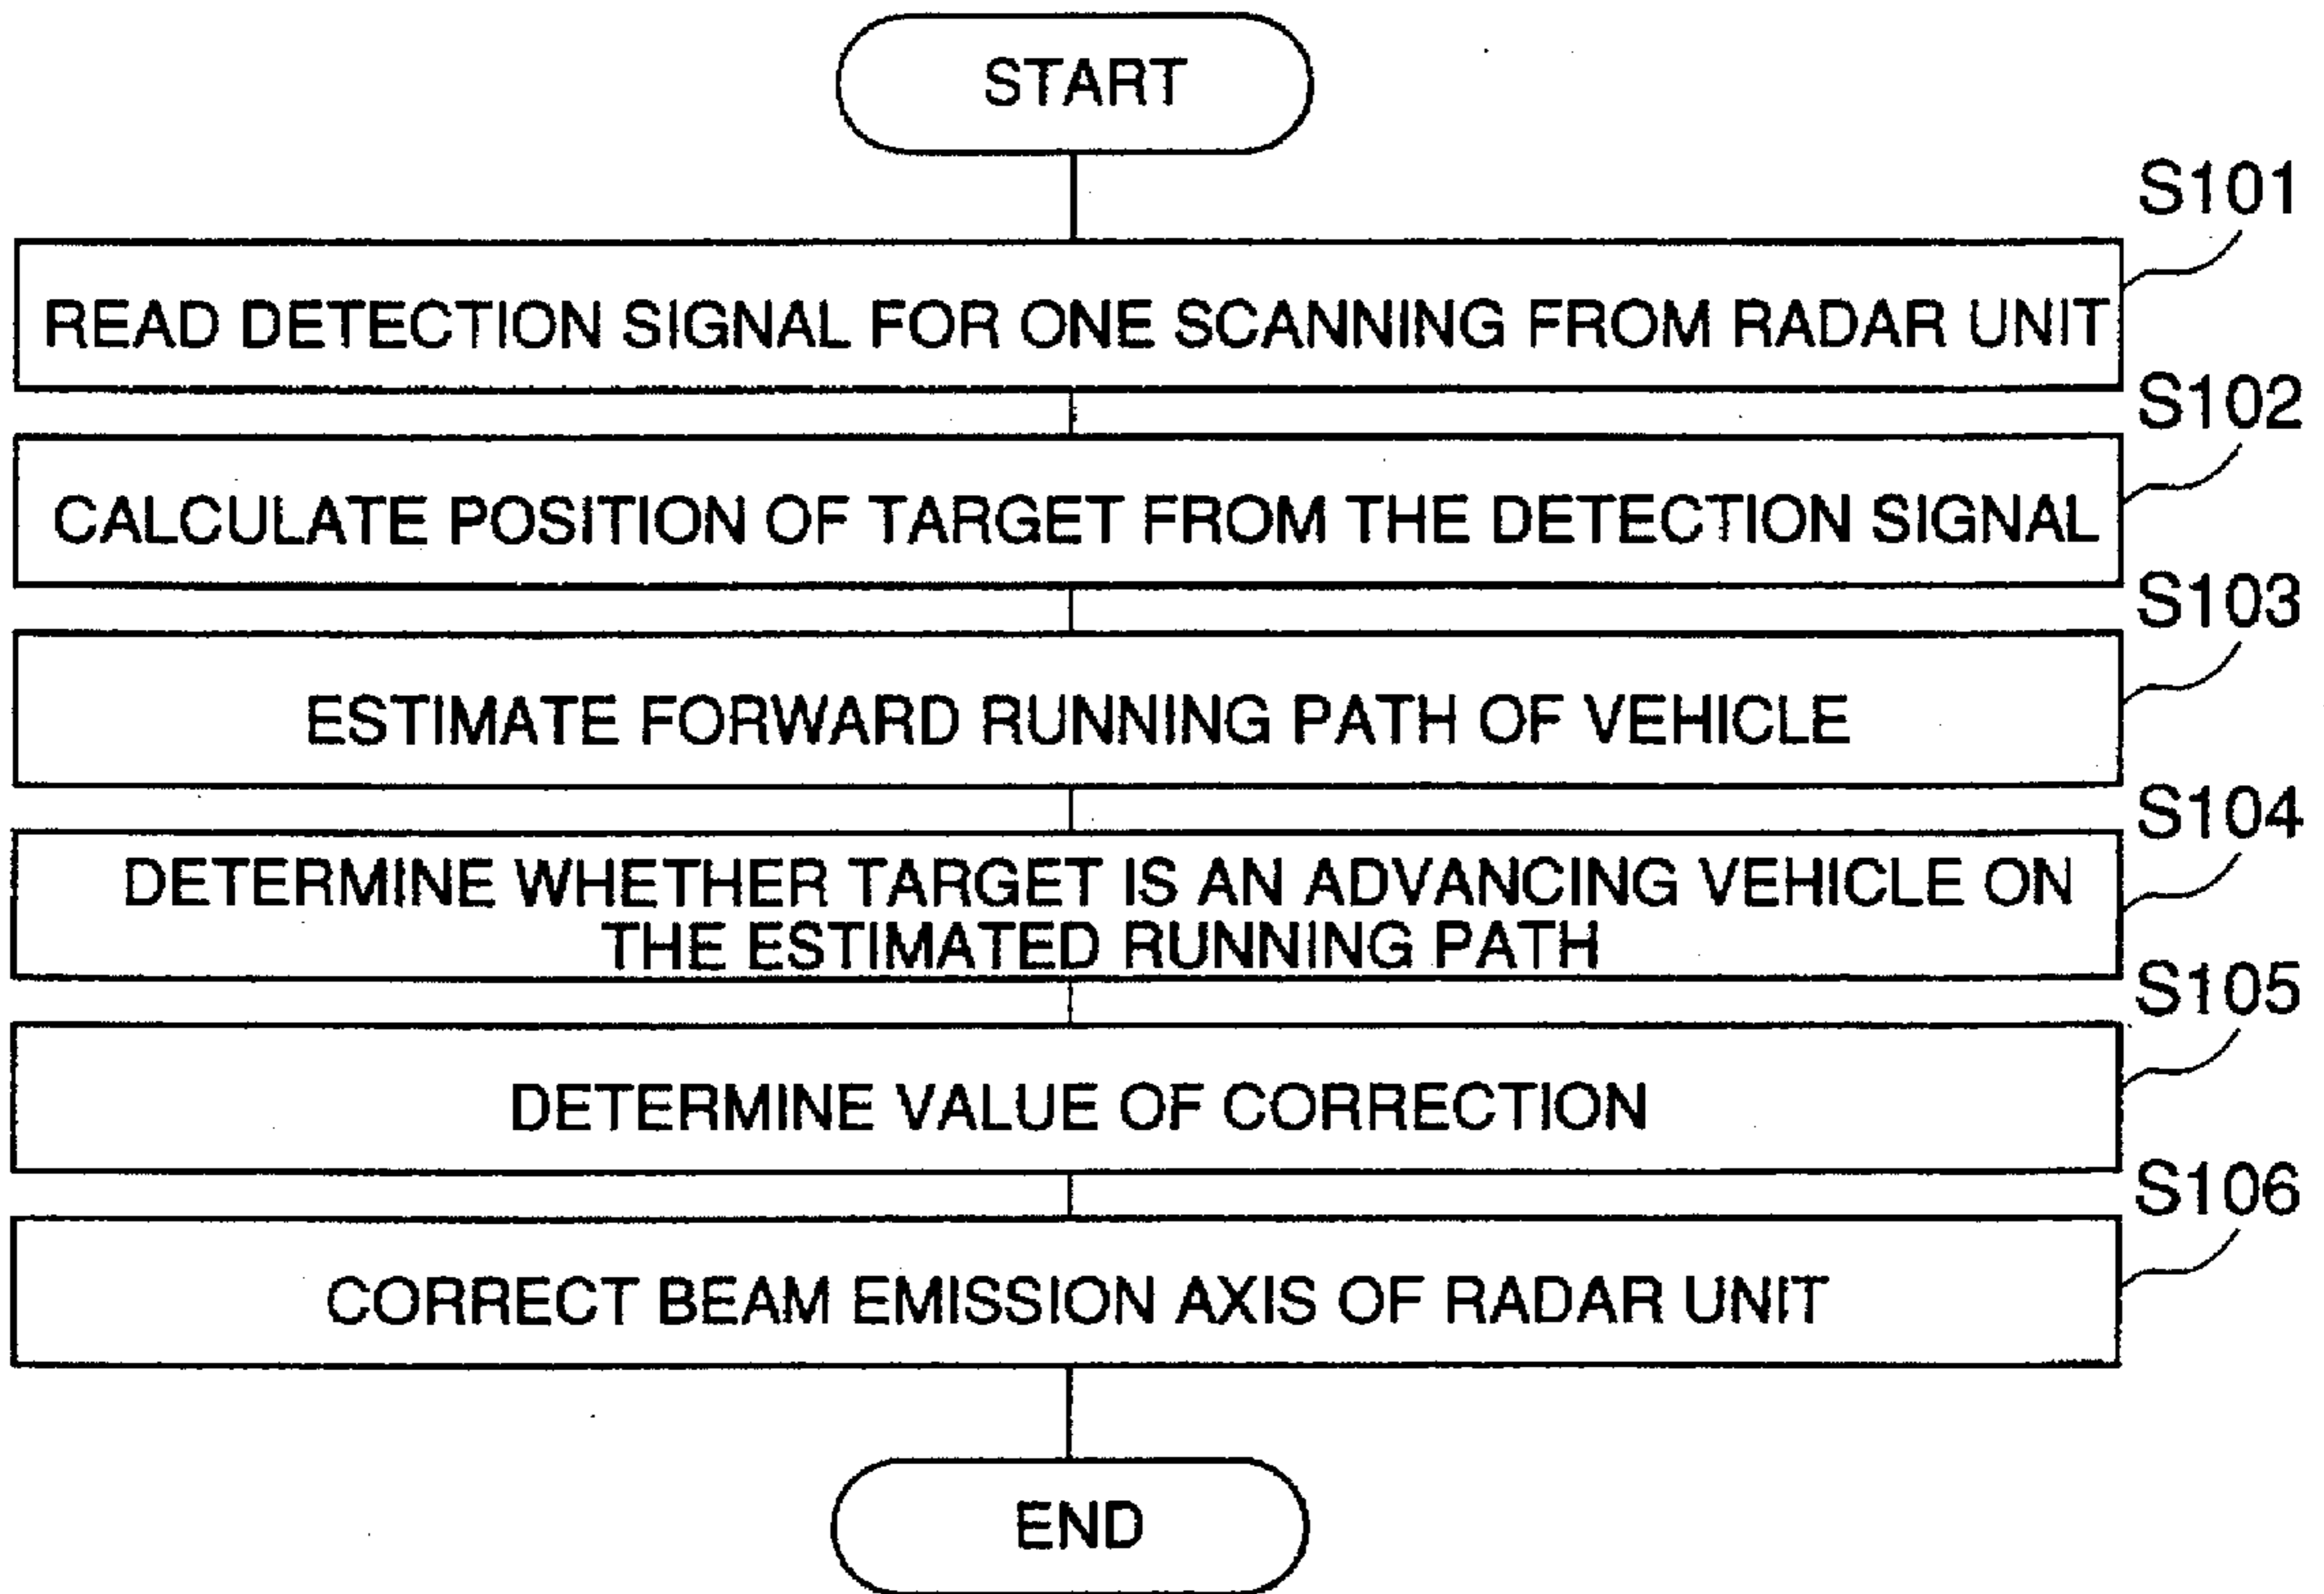 START
S101
READ DETECTION SIGNAL FOR ONE SCANNING FROM RADAR UNIT
S102
CALCULATE POSITION OF TARGET FROM THE DETECTION SIGNAL
S103
ESTIMATE FORWARD RUNNING PATH OF VEHICLE
S104
DETERMINE WHETHER TARGET IS AN ADVANCING VEHICLE ON
THE ESTIMATED RUNNING PATH
S105
DETERMINE VALUE OF CORRECTION
S106
CORRECT BEAM EMISSION AXIS OF RADAR UNIT
END